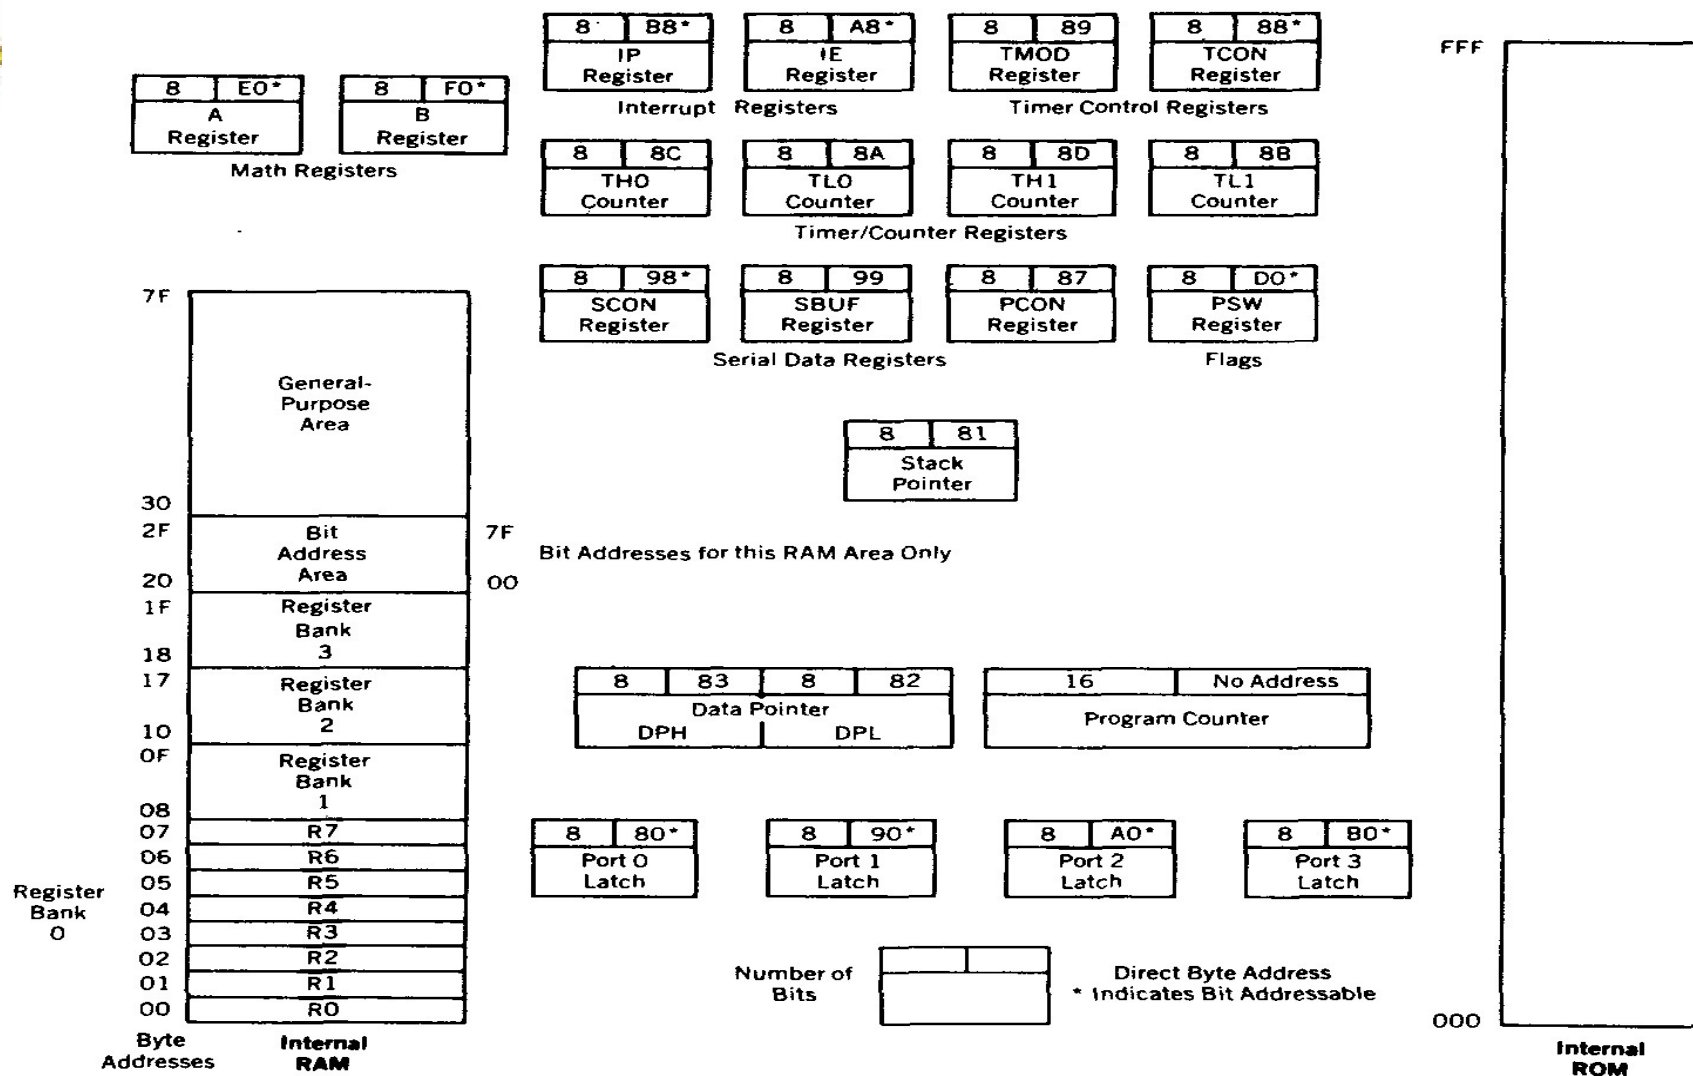 8 B8*
IP
Register
8 A8*
IE
Register
Interrupt Registers
8 89
TMOD
Register
8 88*
TCON
Register
Timer Control Registers
8 E0*
A
Register
8 F0*
B
Register
Math Registers
8 8C
TH0
Counter
8 8A
TL0
Counter
8 8D
TH1
Counter
8 8B
TL1
Counter
Timer/Counter Registers
8 98*
SCON
Register
8 99
SBUF
Register
8 87
PCON
Register
Serial Data Registers
8 D0*
PSW
Register
Flags
8 81
Stack
Pointer
7F
General-
Purpose
Area
30
2F
Bit
Address
Area
20
7F
00
Bit Addresses for this RAM Area Only
1F
Register
Bank
3
18
17
Register
Bank
2
10
0F
Register
Bank
1
08
07 R7
06 R6
05 R5
04 R4
03 R3
02 R2
01 R1
00 R0
Register
Bank
0
Byte
Addresses
Internal
RAM
8 83 8 82
Data Pointer
DPH DPL
16 No Address
Program Counter
8 80*
Port 0
Latch
8 90*
Port 1
Latch
8 A0*
Port 2
Latch
8 B0*
Port 3
Latch
Number of
Bits
Direct Byte Address
* Indicates Bit Addressable
FFF
000
Internal
ROM